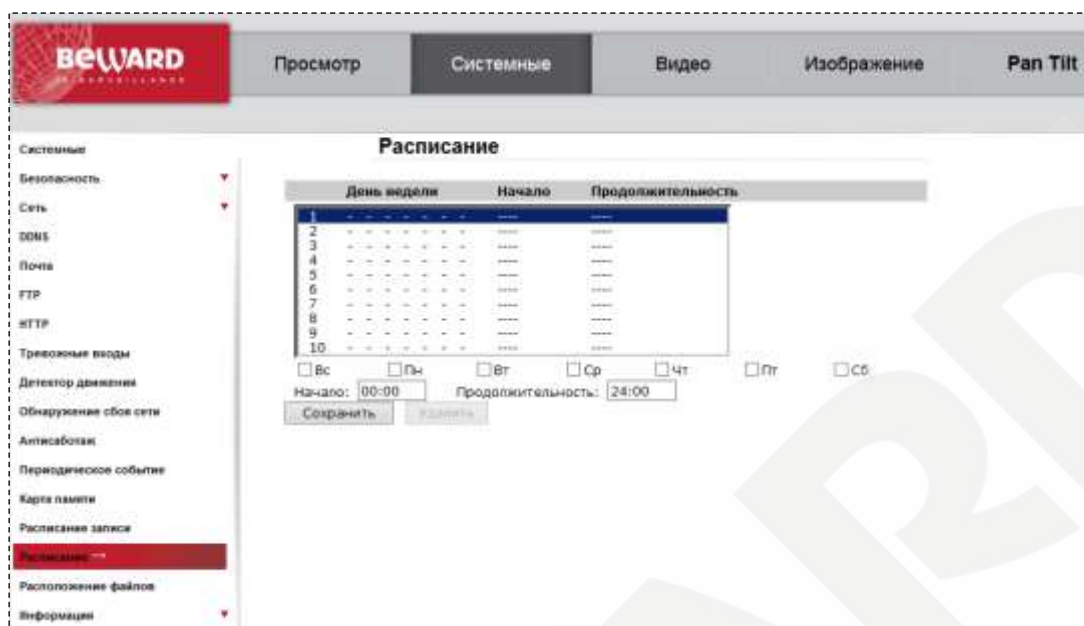 BEWARD
Просмотр Системные Видео Изображение Pan Tilt
Системные
Безопасность
Сеть
DDNS
Почта
FTP
HTTP
Тревожные входы
Детектор движения
Обнаружение сбоя сети
Антисаботаж
Периодическое событие
Карта памяти
Расписание записи
Расписание →
Расположение файлов
Информация
Расписание
День недели Начало Продолжительность
1 - - - - - - - ---- ----
2 - - - - - - - ---- ----
3 - - - - - - - ---- ----
4 - - - - - - - ---- ----
5 - - - - - - - ---- ----
6 - - - - - - - ---- ----
7 - - - - - - - ---- ----
8 - - - - - - - ---- ----
9 - - - - - - - ---- ----
10 - - - - - - - ---- ----
Вс Пн Вт Ср Чт Пт Сб
Начало: 00:00 Продолжительность: 24:00
Сохранить Удалить